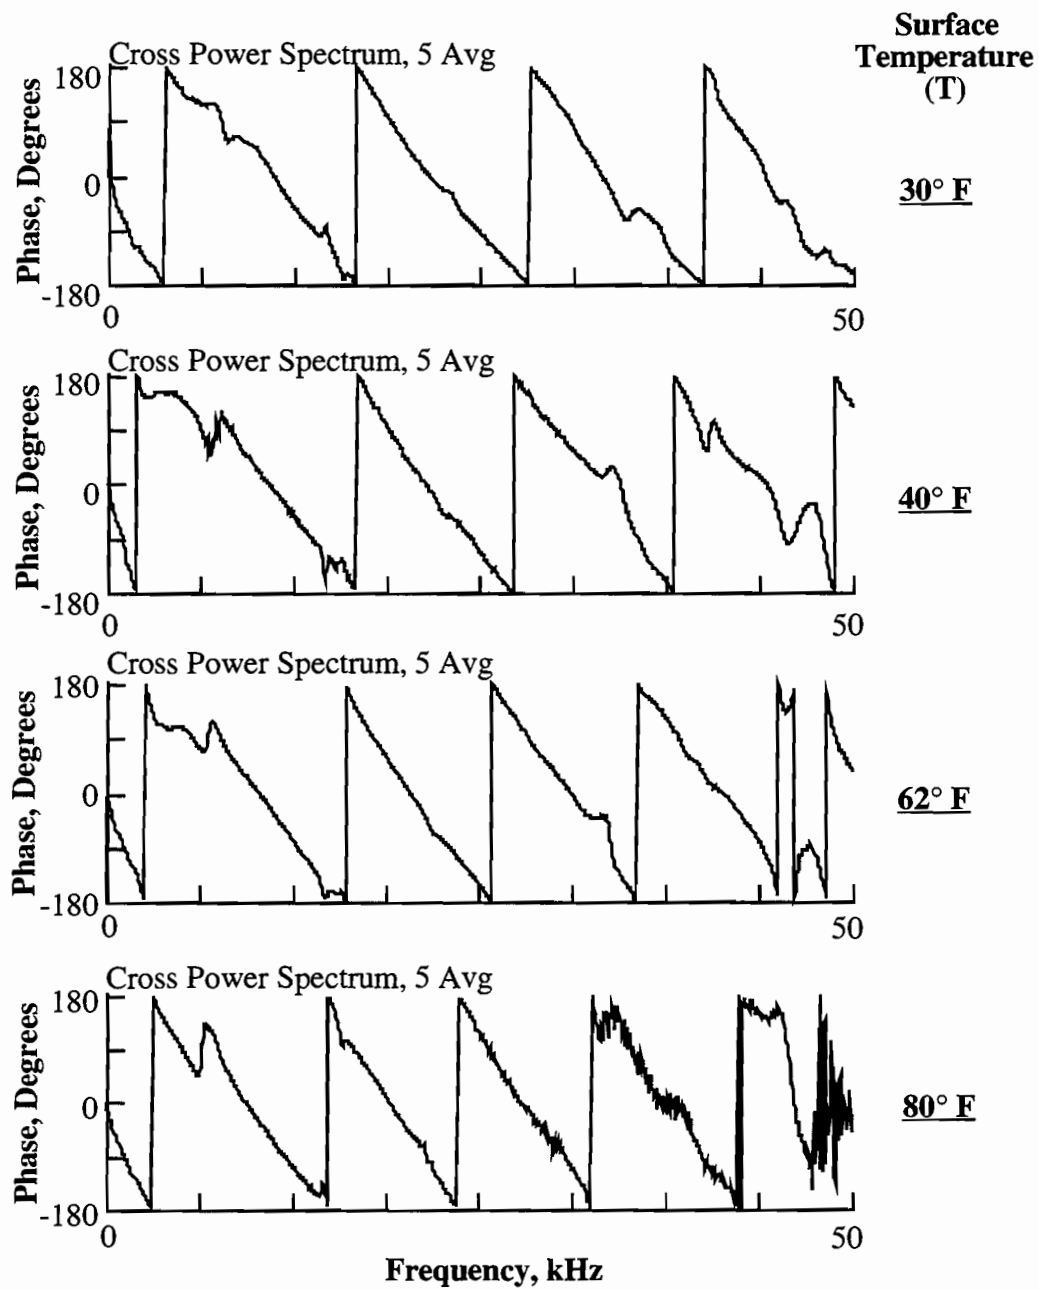 Surface
Temperature
(T)
Cross Power Spectrum, 5 Avg
180
0
-180
Phase, Degrees
0
50
30° F
Cross Power Spectrum, 5 Avg
180
0
-180
Phase, Degrees
0
50
40° F
Cross Power Spectrum, 5 Avg
180
0
-180
Phase, Degrees
0
50
62° F
Cross Power Spectrum, 5 Avg
180
0
-180
Phase, Degrees
0
50
80° F
Frequency, kHz